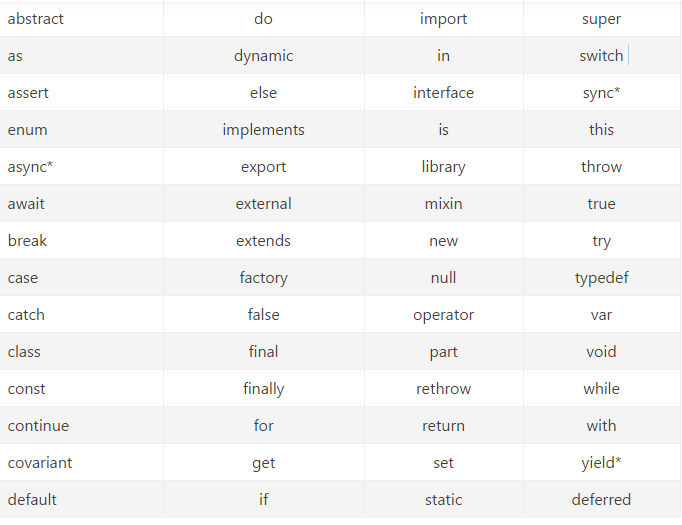 abstract do import super
as dynamic in switch
assert else interface sync*
enum implements is this
async* export library throw
await external mixin true
break extends new try
case factory null typedef
catch false operator var
class final part void
const finally rethrow while
continue for return with
covariant get set yield*
default if static deferred